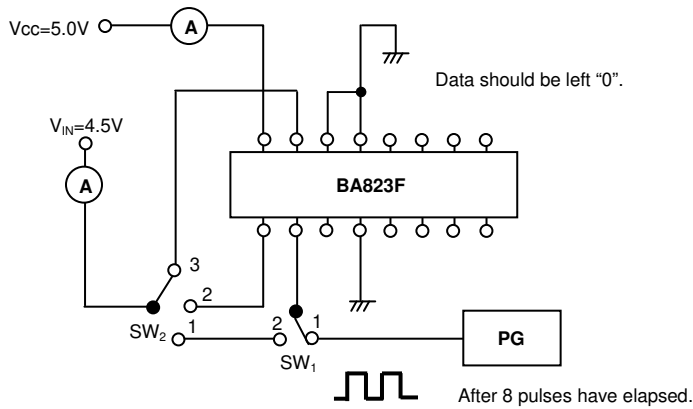 Vcc=5.0V
A
Data should be left “0”.
VIN=4.5V
A
BA823F
3
2
SW2
1
2
1
SW1
PG
After 8 pulses have elapsed.